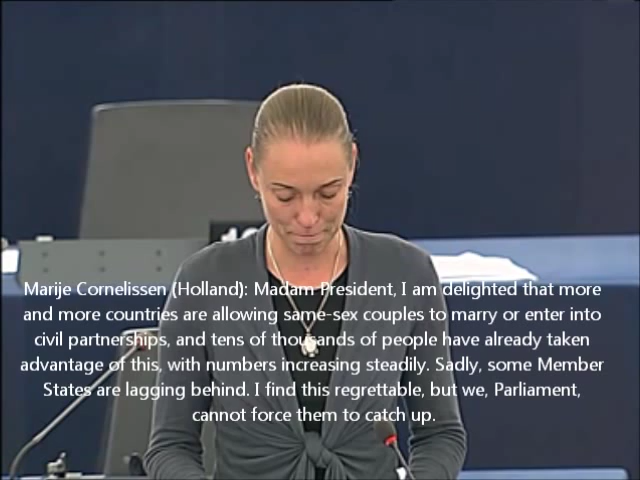 Marije Cornelissen (Holland): Madam President, I am delighted that more
and more countries are allowing same-sex couples to marry or enter into
civil partnerships, and tens of thousands of people have already taken
advantage of this, with numbers increasing steadily. Sadly, some Member
States are lagging behind. I find this regrettable, but we, Parliament,
cannot force them to catch up.